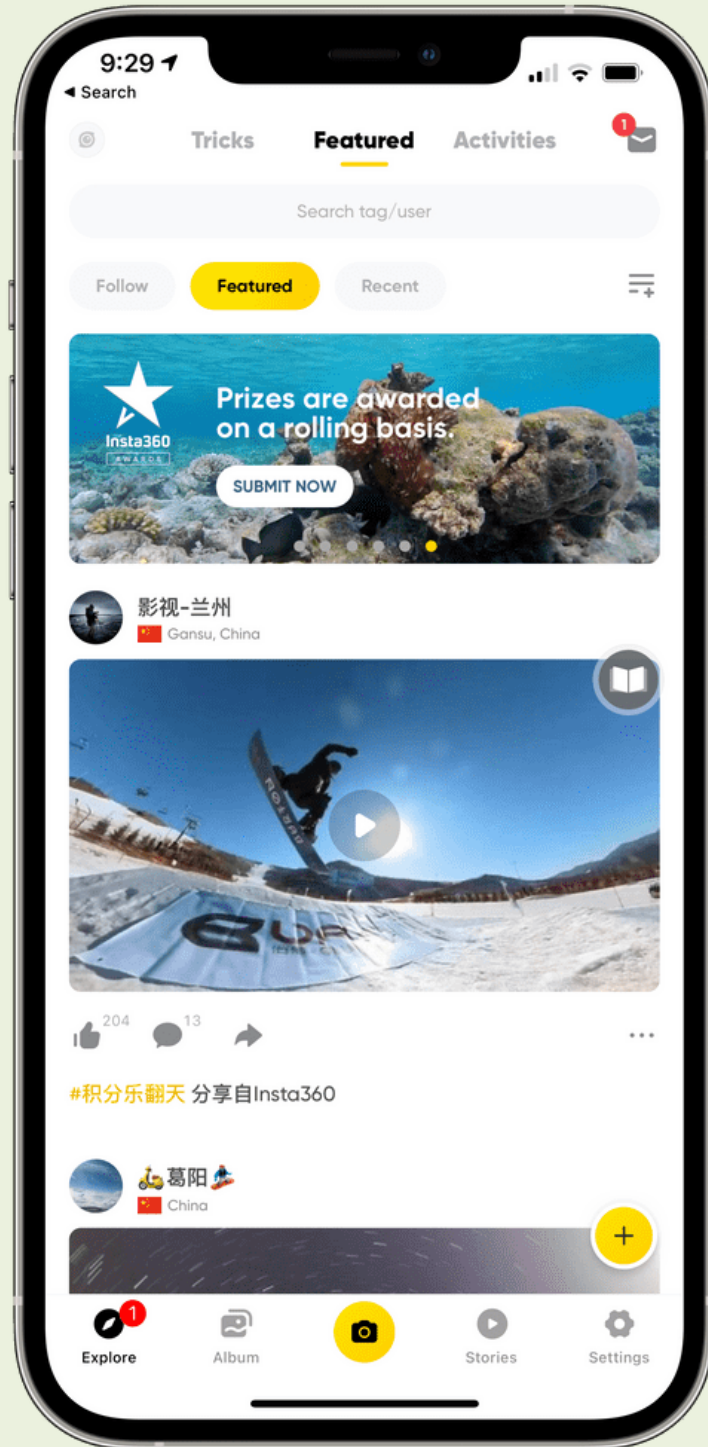 9:29
◀ Search
Tricks
Featured
Activities
1
Search tag/user
Follow
Featured
Recent
Insta360
AWARDS
Prizes are awarded
on a rolling basis.
SUBMIT NOW
影视-兰州
Gansu, China
204
13
#积分乐翻天 分享自Insta360
🛵葛阳🏂
China
1
Explore
Album
Stories
Settings